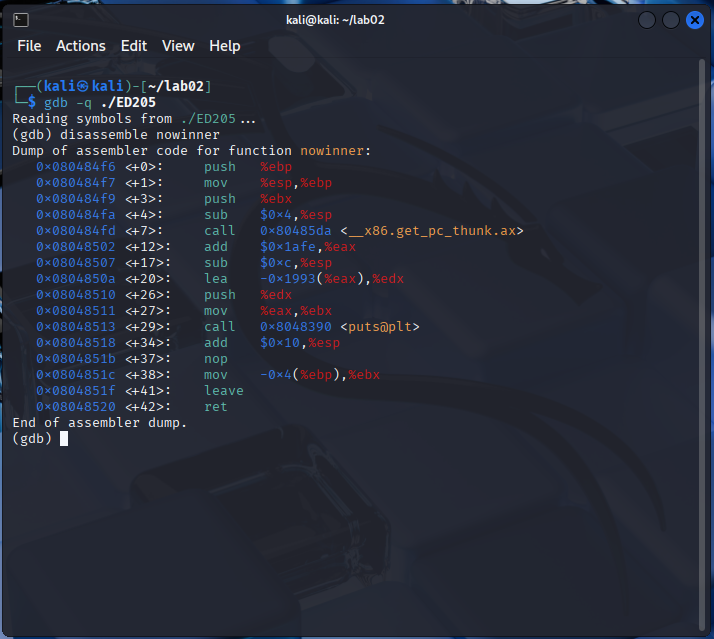 kali@kali: ~/lab02
File Actions Edit View Help
┌──(kali㉿kali)-[~/lab02]
└─$ gdb -q ./ED205
Reading symbols from ./ED205...
(gdb) disassemble nowinner
Dump of assembler code for function nowinner:
0x080484f6 <+0>: push %ebp
0x080484f7 <+1>: mov %esp,%ebp
0x080484f9 <+3>: push %ebx
0x080484fa <+4>: sub $0x4,%esp
0x080484fd <+7>: call 0x80485da <__x86.get_pc_thunk.ax>
0x08048502 <+12>: add $0x1afe,%eax
0x08048507 <+17>: sub $0xc,%esp
0x0804850a <+20>: lea -0x1993(%eax),%edx
0x08048510 <+26>: push %edx
0x08048511 <+27>: mov %eax,%ebx
0x08048513 <+29>: call 0x8048390 <puts@plt>
0x08048518 <+34>: add $0x10,%esp
0x0804851b <+37>: nop
0x0804851c <+38>: mov -0x4(%ebp),%ebx
0x0804851f <+41>: leave
0x08048520 <+42>: ret
End of assembler dump.
(gdb)